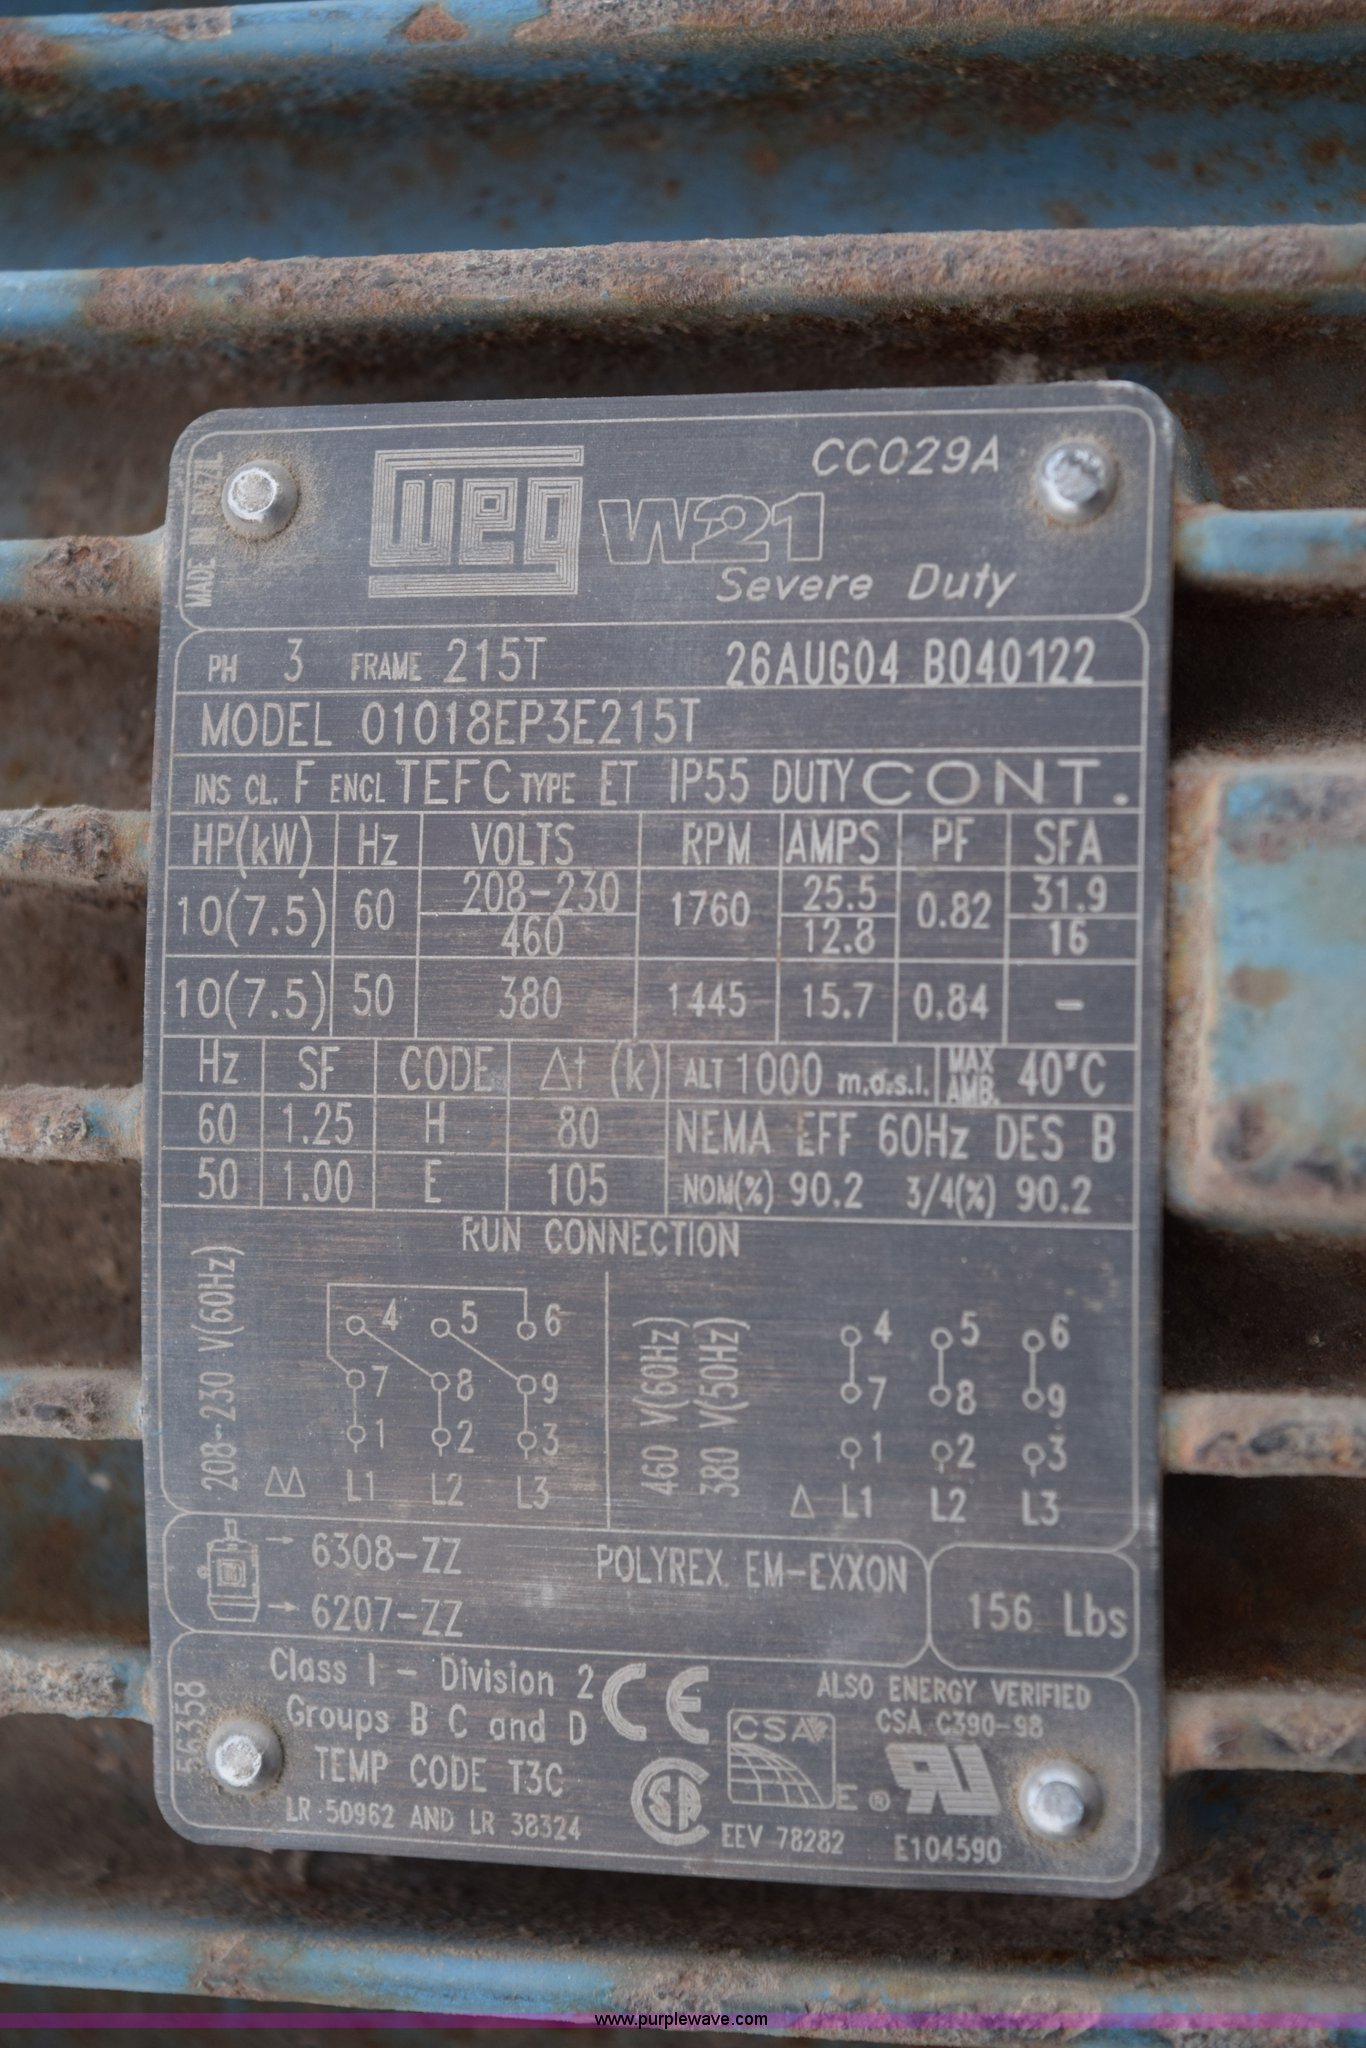 CC029A
MADE IN BRAZIL
weg W21
Severe Duty
PH 3 FRAME 215T 26AUG04 B040122
MODEL 01018EP3E215T
INS CL. F ENCL TEFC TYPE ET IP55 DUTY CONT.
HP(kW) Hz VOLTS RPM AMPS PF SFA
10(7.5) 60 208-230 1760 25.5 0.82 31.9
460 12.8 16
10(7.5) 50 380 1445 15.7 0.84 -
Hz SF CODE Δt (k) ALT 1000 m.a.s.l. MAX AMB. 40°C
60 1.25 H 80 NEMA EFF 60Hz DES B
50 1.00 E 105 NOM(%) 90.2 3/4(%) 90.2
RUN CONNECTION
208-230 V(60Hz)
4 5 6
7 8 9
1 2 3
L1 L2 L3
460 V(60Hz)
380 V(50Hz)
4 5 6
7 8 9
1 2 3
Δ L1 L2 L3
→ 6308-ZZ POLYREX EM-EXXON
→ 6207-ZZ 156 Lbs
56358
Class I - Division 2
Groups B C and D
TEMP CODE T3C
LR 50962 AND LR 38324
CE
ALSO ENERGY VERIFIED
CSA C390-98
CSA
E
SA
®
RU
EEV 78282 E104590
www.purplewave.com